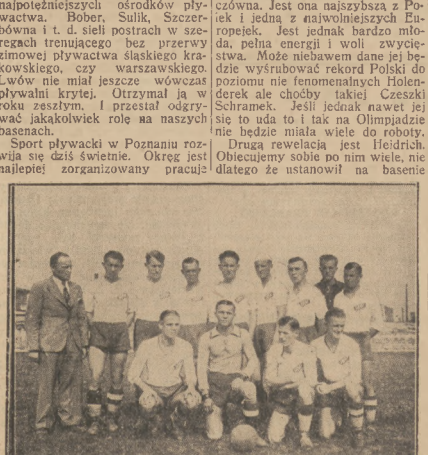 najpotężniejszych ośrodków pły-
wactwa. Bober, Sulik, Szczer-
bówna i t. d. sieli postrach w sze-
regach trenującego bez przerwy
zimowej pływactwa śląskiego kra-
kowskiego, czy warszawskiego.
Lwów nie miał jeszcze wówczas
pływalni krytej. Otrzymał ją w
roku zeszłym. I przestał odgry-
wać jakąkolwiek rolę na naszych
basenach.
Sport pływacki w Poznaniu roz-
wija się dziś świetnie. Okręg jest
najlepiej zorganizowany pracuje
czówna. Jest ona najszybszą z Po-
lek i jedną z najwolniejszych Eu-
ropejek. Jest jednak bardzo mło-
da, pełna energji i woli zwycię-
stwa. Może niebawem dane jej bę-
dzie wyśrubować rekord Polski do
poziomu nie fenomenalnych Holen-
derek ale choćby takiej Czeszki
Schramek. Jeśli jednak nawet jej
się to uda to i tak na Olimpjadzie
nie będzie miała wiele do roboty.
Drugą rewelacją jest Heidrich.
Obiecujemy sobie po nim wiele, nie
dlatego że ustanowił na basenie